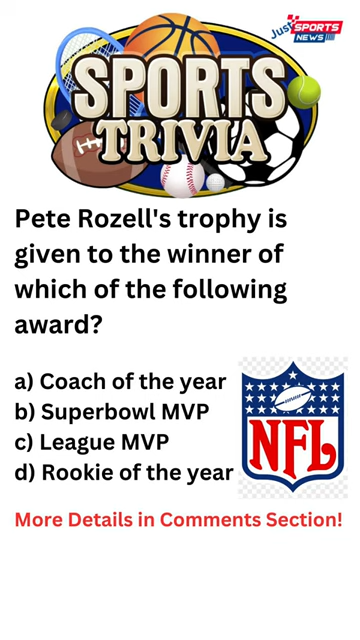 Just SPORTS
NEWS
SPORTS
TRIVIA
Pete Rozell's trophy is
given to the winner of
which of the following
award?
a) Coach of the year
b) Superbowl MVP
c) League MVP
d) Rookie of the year
NFL
More Details in Comments Section!